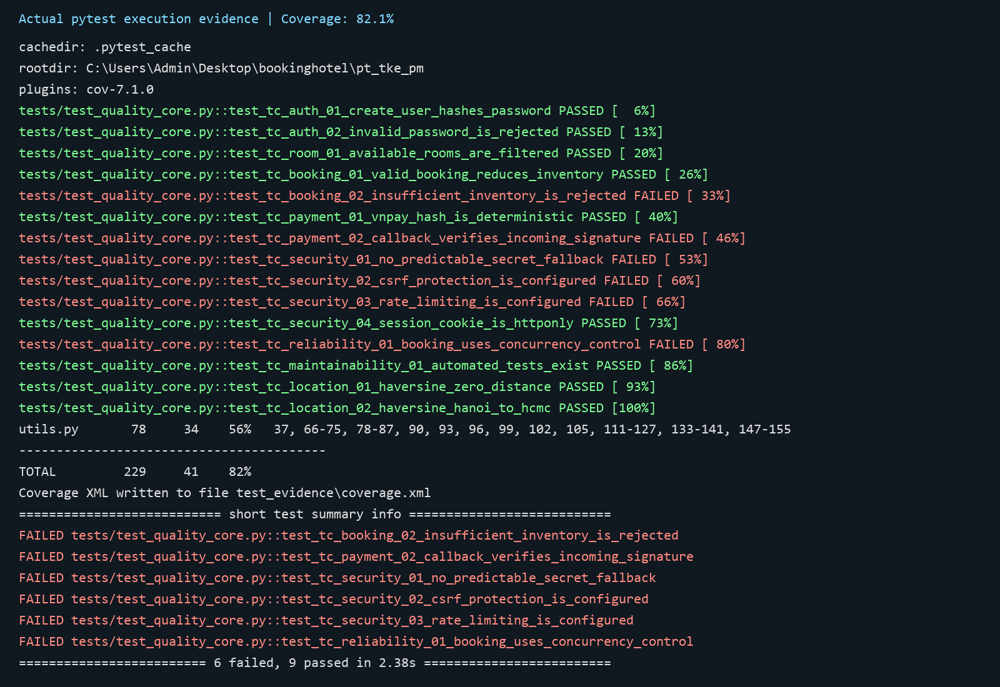 Actual pytest execution evidence | Coverage: 82.1%
cachedir: .pytest_cache
rootdir: C:\Users\Admin\Desktop\bookinghotel\pt_tke_pm
plugins: cov-7.1.0
tests/test_quality_core.py::test_tc_auth_01_create_user_hashes_password PASSED [  6%]
tests/test_quality_core.py::test_tc_auth_02_invalid_password_is_rejected PASSED [ 13%]
tests/test_quality_core.py::test_tc_room_01_available_rooms_are_filtered PASSED [ 20%]
tests/test_quality_core.py::test_tc_booking_01_valid_booking_reduces_inventory PASSED [ 26%]
tests/test_quality_core.py::test_tc_booking_02_insufficient_inventory_is_rejected FAILED [ 33%]
tests/test_quality_core.py::test_tc_payment_01_vnpay_hash_is_deterministic PASSED [ 40%]
tests/test_quality_core.py::test_tc_payment_02_callback_verifies_incoming_signature FAILED [ 46%]
tests/test_quality_core.py::test_tc_security_01_no_predictable_secret_fallback FAILED [ 53%]
tests/test_quality_core.py::test_tc_security_02_csrf_protection_is_configured FAILED [ 60%]
tests/test_quality_core.py::test_tc_security_03_rate_limiting_is_configured FAILED [ 66%]
tests/test_quality_core.py::test_tc_security_04_session_cookie_is_httponly PASSED [ 73%]
tests/test_quality_core.py::test_tc_reliability_01_booking_uses_concurrency_control FAILED [ 80%]
tests/test_quality_core.py::test_tc_maintainability_01_automated_tests_exist PASSED [ 86%]
tests/test_quality_core.py::test_tc_location_01_haversine_zero_distance PASSED [ 93%]
tests/test_quality_core.py::test_tc_location_02_haversine_hanoi_to_hcmc PASSED [100%]
utils.py       78     34    56%   37, 66-75, 78-87, 90, 93, 96, 99, 102, 105, 111-127, 133-141, 147-155
-----------------------------------------
TOTAL         229     41    82%
Coverage XML written to file test_evidence\coverage.xml
=========================== short test summary info ===========================
FAILED tests/test_quality_core.py::test_tc_booking_02_insufficient_inventory_is_rejected
FAILED tests/test_quality_core.py::test_tc_payment_02_callback_verifies_incoming_signature
FAILED tests/test_quality_core.py::test_tc_security_01_no_predictable_secret_fallback
FAILED tests/test_quality_core.py::test_tc_security_02_csrf_protection_is_configured
FAILED tests/test_quality_core.py::test_tc_security_03_rate_limiting_is_configured
FAILED tests/test_quality_core.py::test_tc_reliability_01_booking_uses_concurrency_control
========================= 6 failed, 9 passed in 2.38s =========================